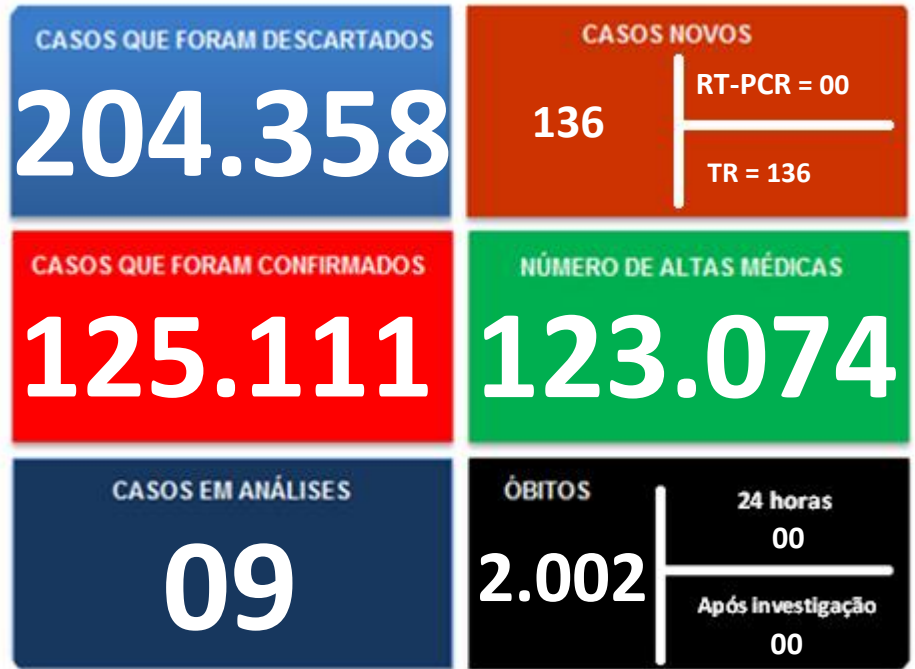 CASOS QUE FORAM DESCARTADOS
204.358
CASOS NOVOS
136
RT-PCR = 00
TR = 136
CASOS QUE FORAM CONFIRMADOS
125.111
NÚMERO DE ALTAS MÉDICAS
123.074
CASOS EM ANÁLISES
09
ÓBITOS
2.002
24 horas
00
Após investigação
00